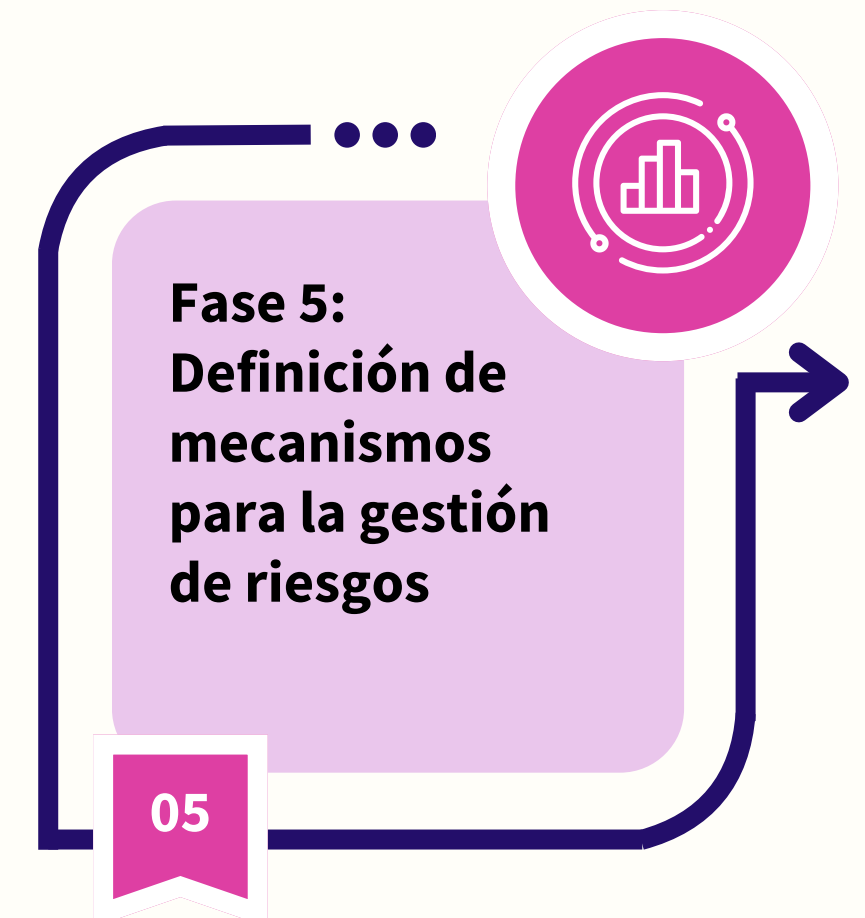 Fase 5:
Definición de
mecanismos
para la gestión
de riesgos
05